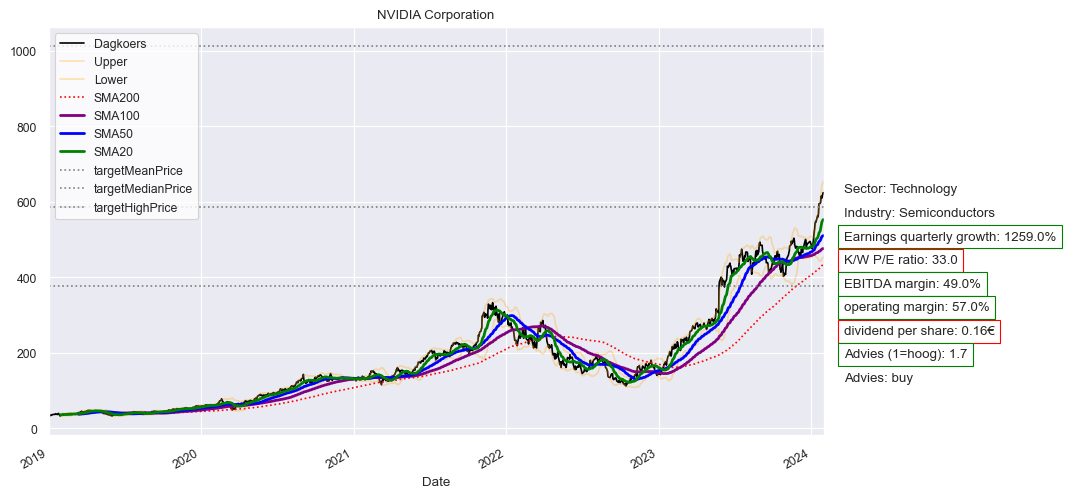 NVIDIA Corporation
1000
800
600
400
200
0
Dagkoers
Upper
Lower
SMA200
SMA100
SMA50
SMA20
targetMeanPrice
targetMedianPrice
targetHighPrice
2019
2020
2021
2022
2023
2024
Date
Sector: Technology
Industry: Semiconductors
Earnings quarterly growth: 1259.0%
K/W P/E ratio: 33.0
EBITDA margin: 49.0%
operating margin: 57.0%
dividend per share: 0.16€
Advies (1=hoog): 1.7
Advies: buy